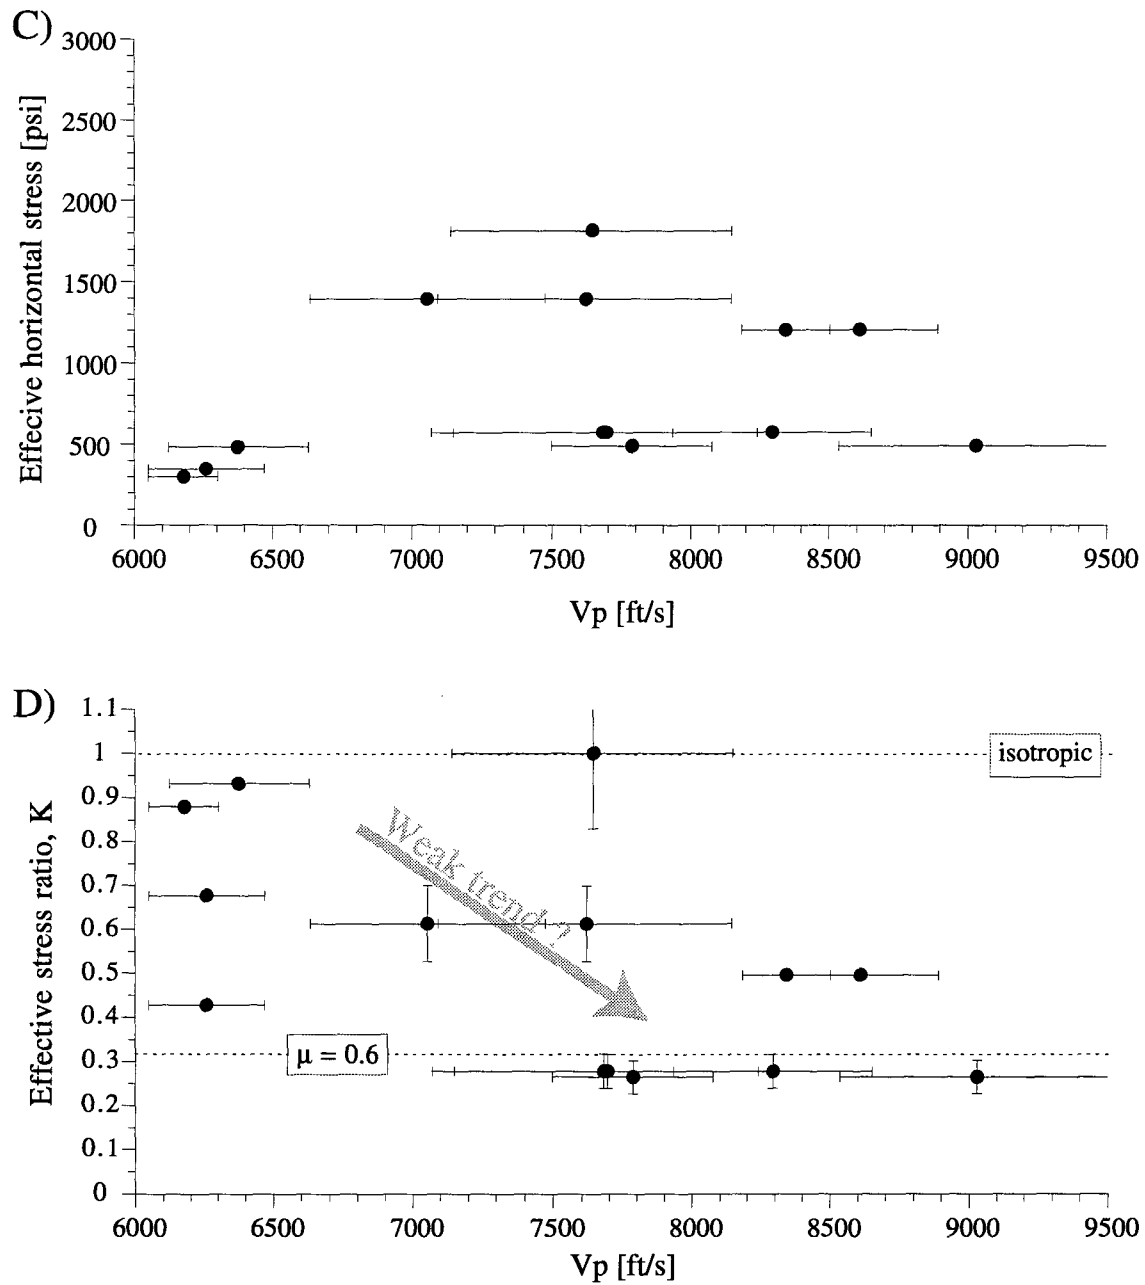 C)
3000
2500
2000
1500
1000
500
0
Effecive horizontal stress [psi]
6000 6500 7000 7500 8000 8500 9000 9500
Vp [ft/s]
D)
1.1
1
0.9
0.8
0.7
0.6
0.5
0.4
0.3
0.2
0.1
0
Effective stress ratio, K
isotropic
Weak trend ?
μ = 0.6
6000 6500 7000 7500 8000 8500 9000 9500
Vp [ft/s]